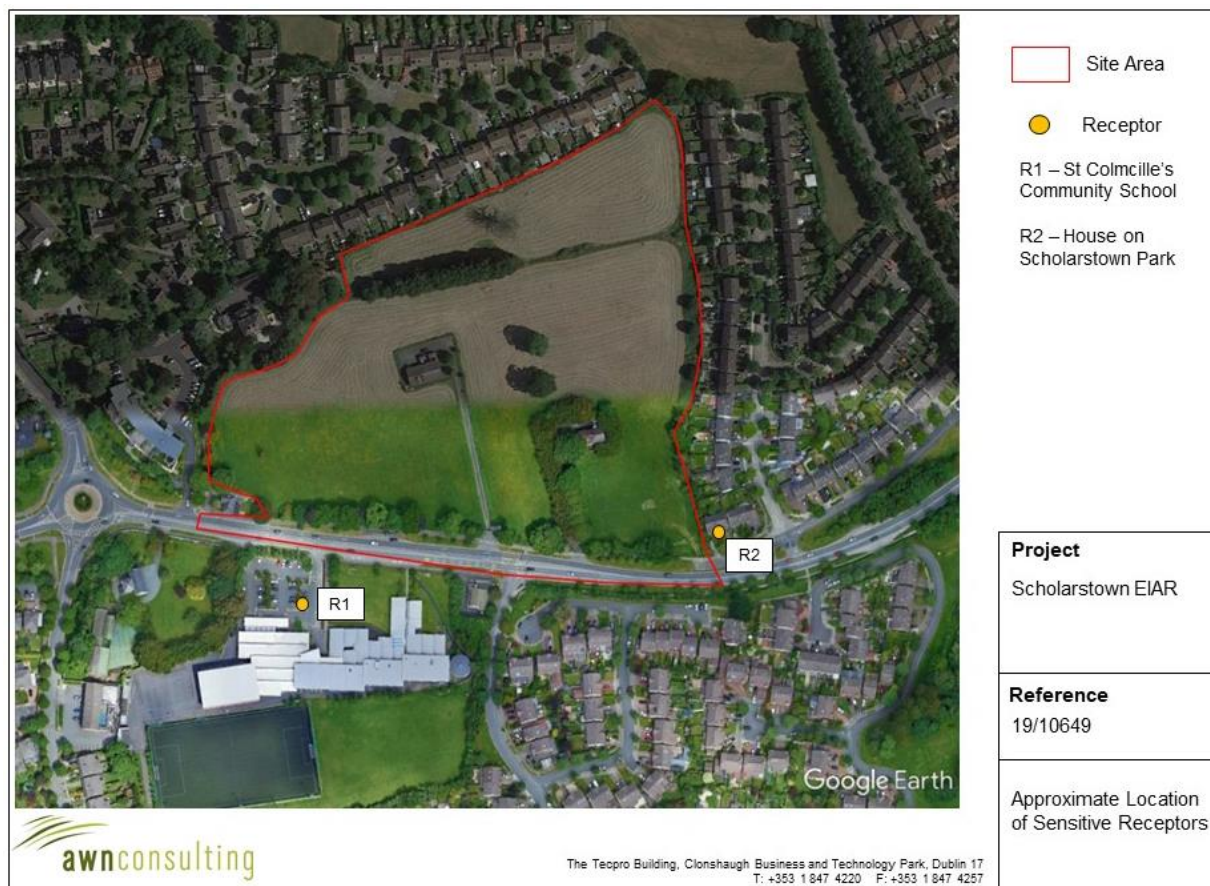 Site Area
Receptor
R1 – St Colmcille's
Community School
R2 – House on
Scholarstown Park
R2
R1
Google Earth
Project
Scholarstown EIAR
Reference
19/10649
Approximate Location
of Sensitive Receptors
awnconsulting
The Tecpro Building, Clonshaugh Business and Technology Park, Dublin 17
T: +353 1 847 4220 F: +353 1 847 4257